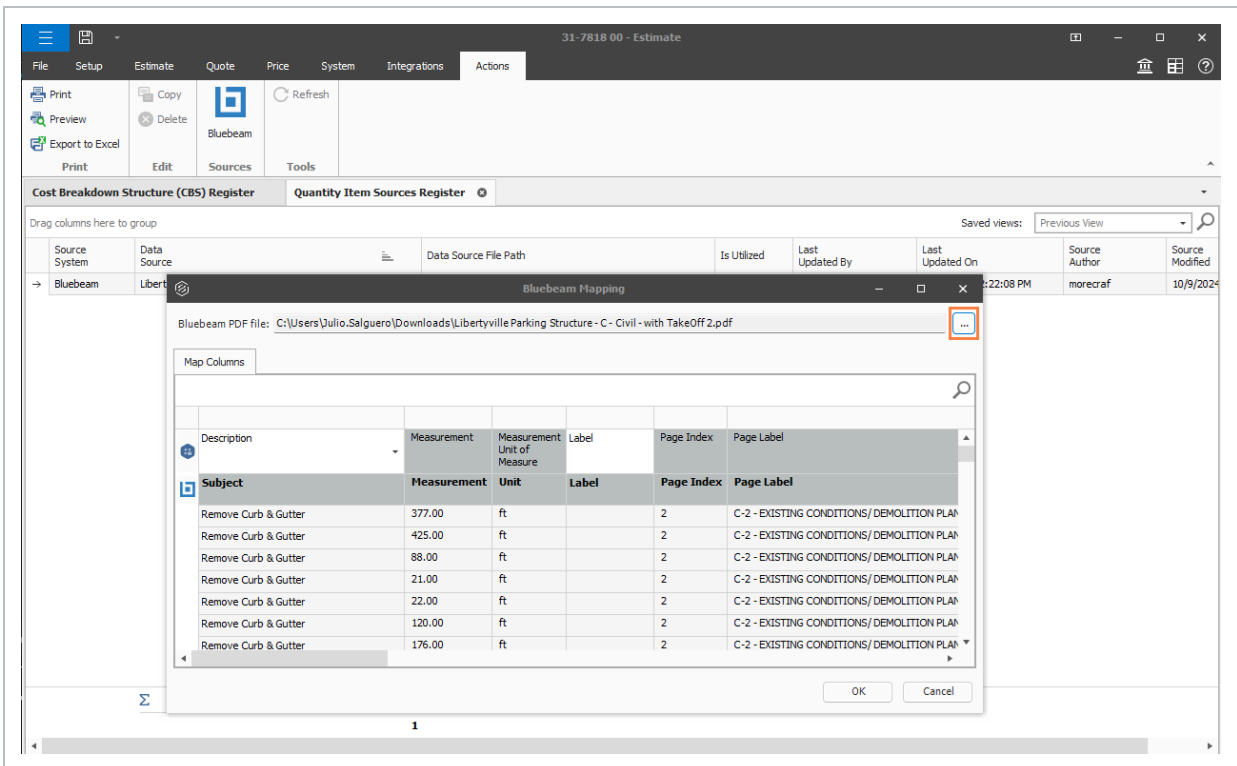 31-7818 00 - Estimate
File Setup Estimate Quote Price System Integrations Actions
Print Copy Refresh
Preview Delete
Bluebeam
Export to Excel
Print Edit Sources Tools
Cost Breakdown Structure (CBS) Register Quantity Item Sources Register
Drag columns here to group Saved views: Previous View
Source System Data Source Data Source File Path Is Utilized Last Updated By Last Updated On Source Author Source Modified
Bluebeam Libert :22:08 PM morecraf 10/9/2024
Bluebeam Mapping
Bluebeam PDF file: C:\Users\Julio.Salguero\Downloads\Libertyville Parking Structure - C - Civil - with TakeOff 2.pdf ...
Map Columns
Description Measurement Measurement Unit of Measure Label Page Index Page Label
Subject Measurement Unit Label Page Index Page Label
Remove Curb & Gutter 377.00 ft 2 C-2 - EXISTING CONDITIONS/ DEMOLITION PLAN
Remove Curb & Gutter 425.00 ft 2 C-2 - EXISTING CONDITIONS/ DEMOLITION PLAN
Remove Curb & Gutter 88.00 ft 2 C-2 - EXISTING CONDITIONS/ DEMOLITION PLAN
Remove Curb & Gutter 21.00 ft 2 C-2 - EXISTING CONDITIONS/ DEMOLITION PLAN
Remove Curb & Gutter 22.00 ft 2 C-2 - EXISTING CONDITIONS/ DEMOLITION PLAN
Remove Curb & Gutter 120.00 ft 2 C-2 - EXISTING CONDITIONS/ DEMOLITION PLAN
Remove Curb & Gutter 176.00 ft 2 C-2 - EXISTING CONDITIONS/ DEMOLITION PLAN
OK Cancel
Σ
1